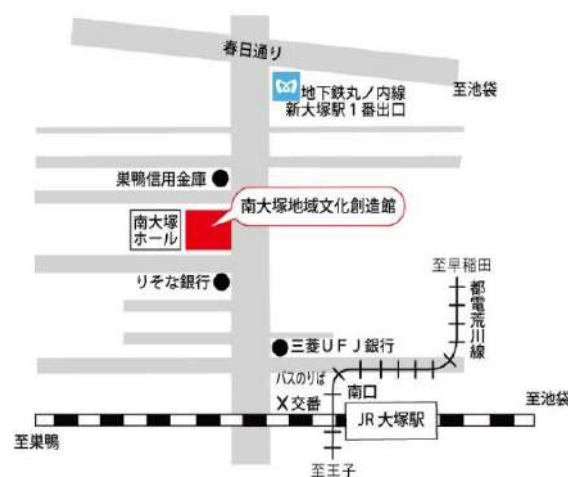 春日通り
地下鉄丸ノ内線
新大塚駅1番出口
至池袋
巣鴨信用金庫
南大塚地域文化創造館
南大塚
ホール
りそな銀行
至早稲田
都電荒川線
三菱UFJ銀行
バスのりば
交番
南口
JR大塚駅
至池袋
至巣鴨
至王子